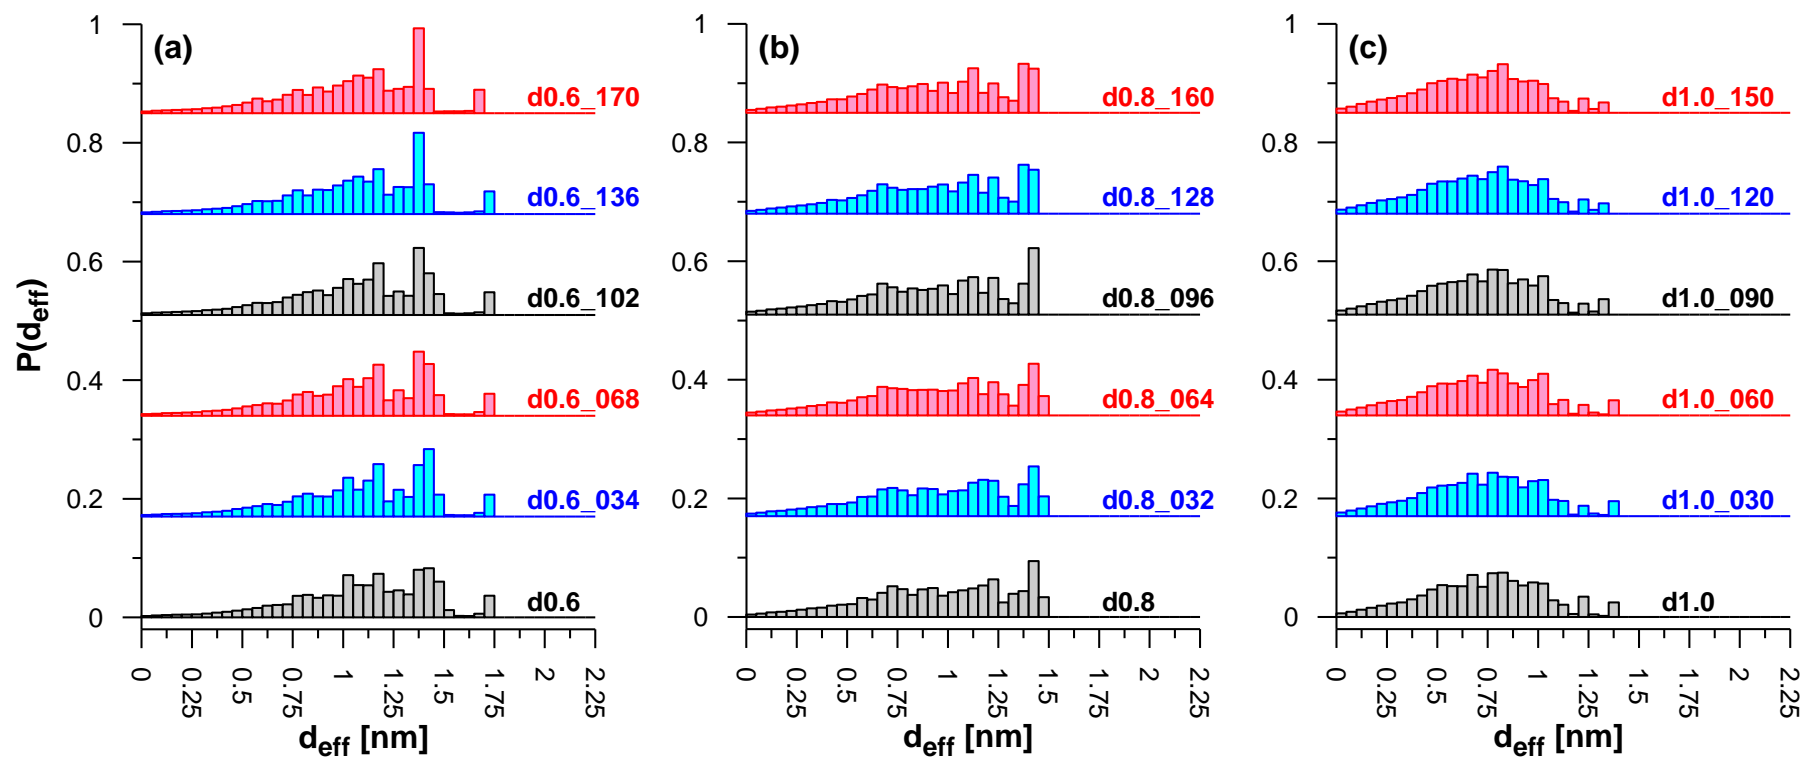 P(d_eff)
(a)
1
0.8
0.6
0.4
0.2
0
d0.6_170
d0.6_136
d0.6_102
d0.6_068
d0.6_034
d0.6
0 0.25 0.5 0.75 1 1.25 1.5 1.75 2 2.25
d_eff [nm]
(b)
1
0.8
0.6
0.4
0.2
0
d0.8_160
d0.8_128
d0.8_096
d0.8_064
d0.8_032
d0.8
0 0.25 0.5 0.75 1 1.25 1.5 1.75 2 2.25
d_eff [nm]
(c)
1
0.8
0.6
0.4
0.2
0
d1.0_150
d1.0_120
d1.0_090
d1.0_060
d1.0_030
d1.0
0 0.25 0.5 0.75 1 1.25 1.5 1.75 2 2.25
d_eff [nm]